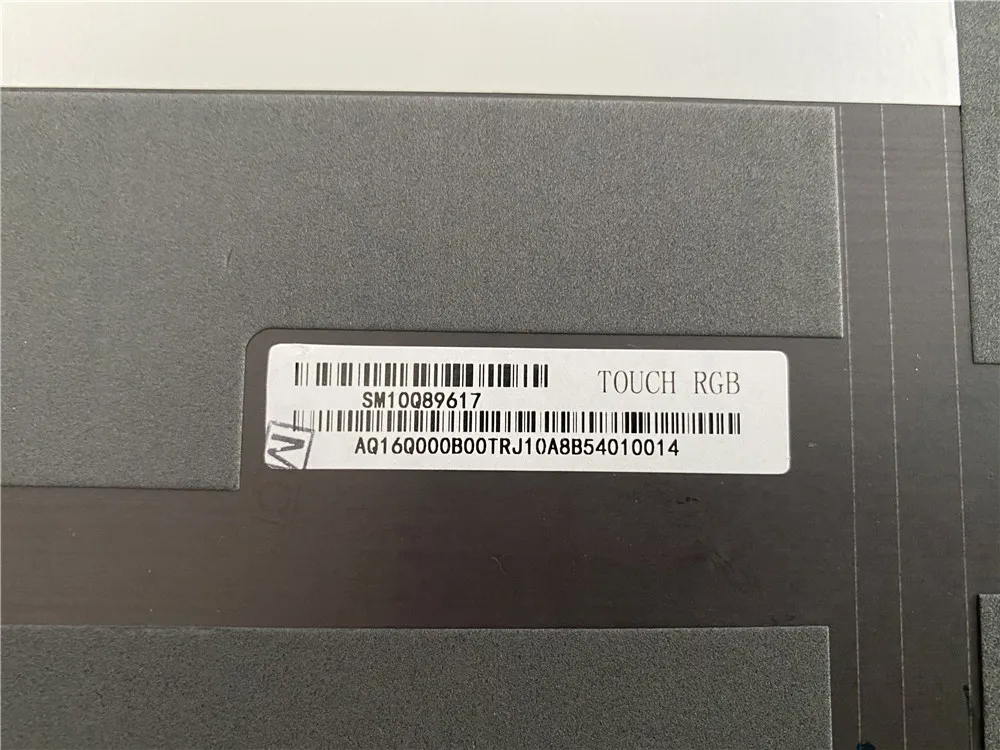 TOUCH RGB
SM10Q89617
AQ16Q000B00TRJ10A8B54010014